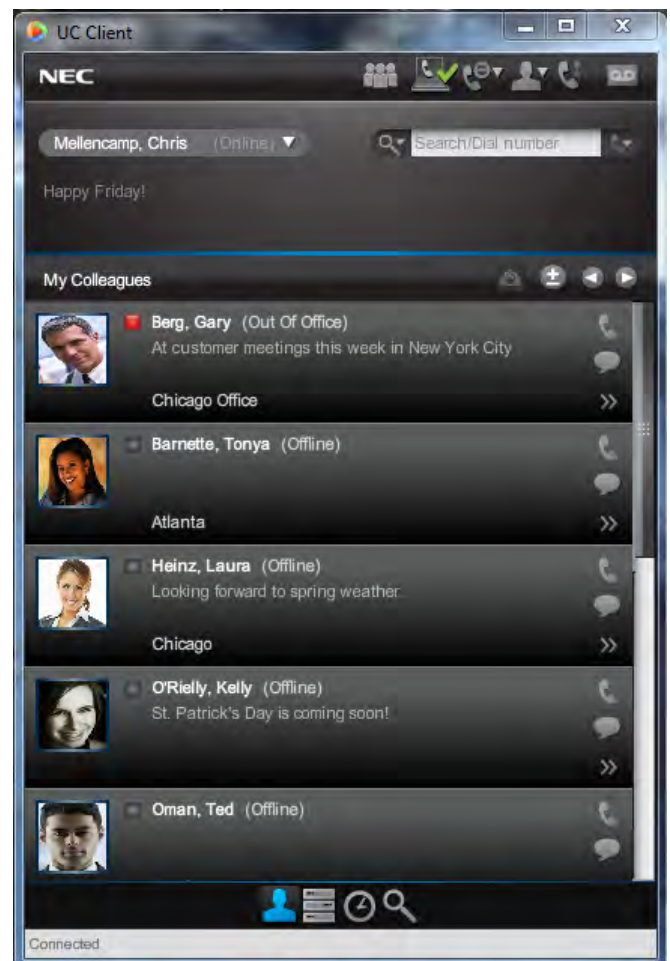 UC Client
NEC
Mellencamp, Chris (Online)
Search/Dial number
Happy Friday!
My Colleagues
Berg, Gary (Out Of Office)
At customer meetings this week in New York City
Chicago Office
Barnette, Tonya (Offline)
Atlanta
Heinz, Laura (Offline)
Looking forward to spring weather
Chicago
O'Rielly, Kelly (Offline)
St. Patrick's Day is coming soon!
Oman, Ted (Offline)
Connected